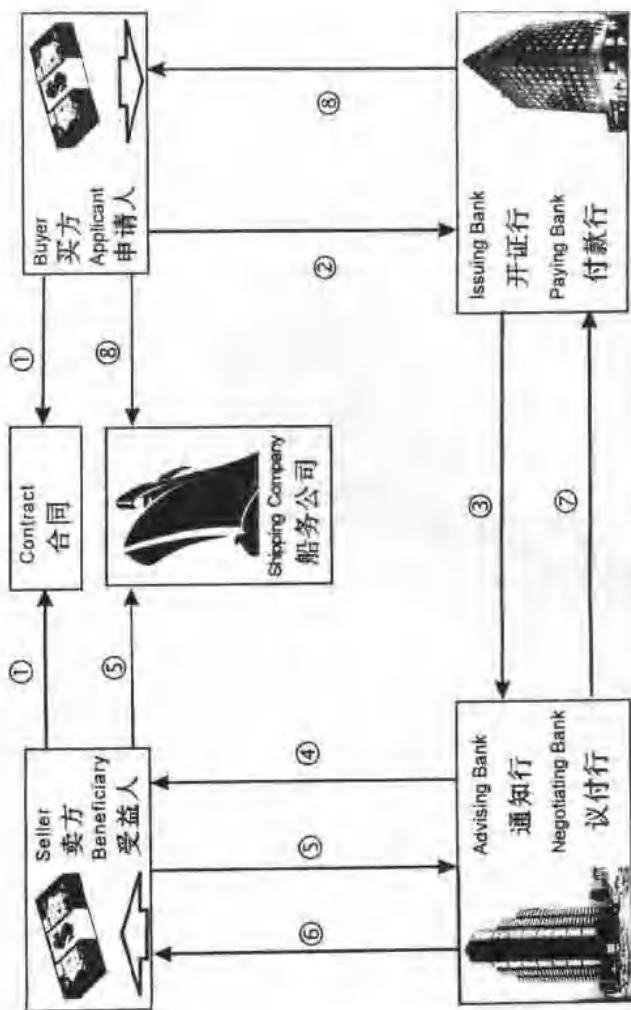 Seller
卖方
Beneficiary
受益人
①
⑤
Contract
合同
Shipping Company
船务公司
①
⑧
Buyer
买方
Applicant
申请人
$
$
⑥
⑤
④
②
⑧
Advising Bank
通知行
Negotiating Bank
议付行
③
⑦
Issuing Bank
开证行
Paying Bank
付款行